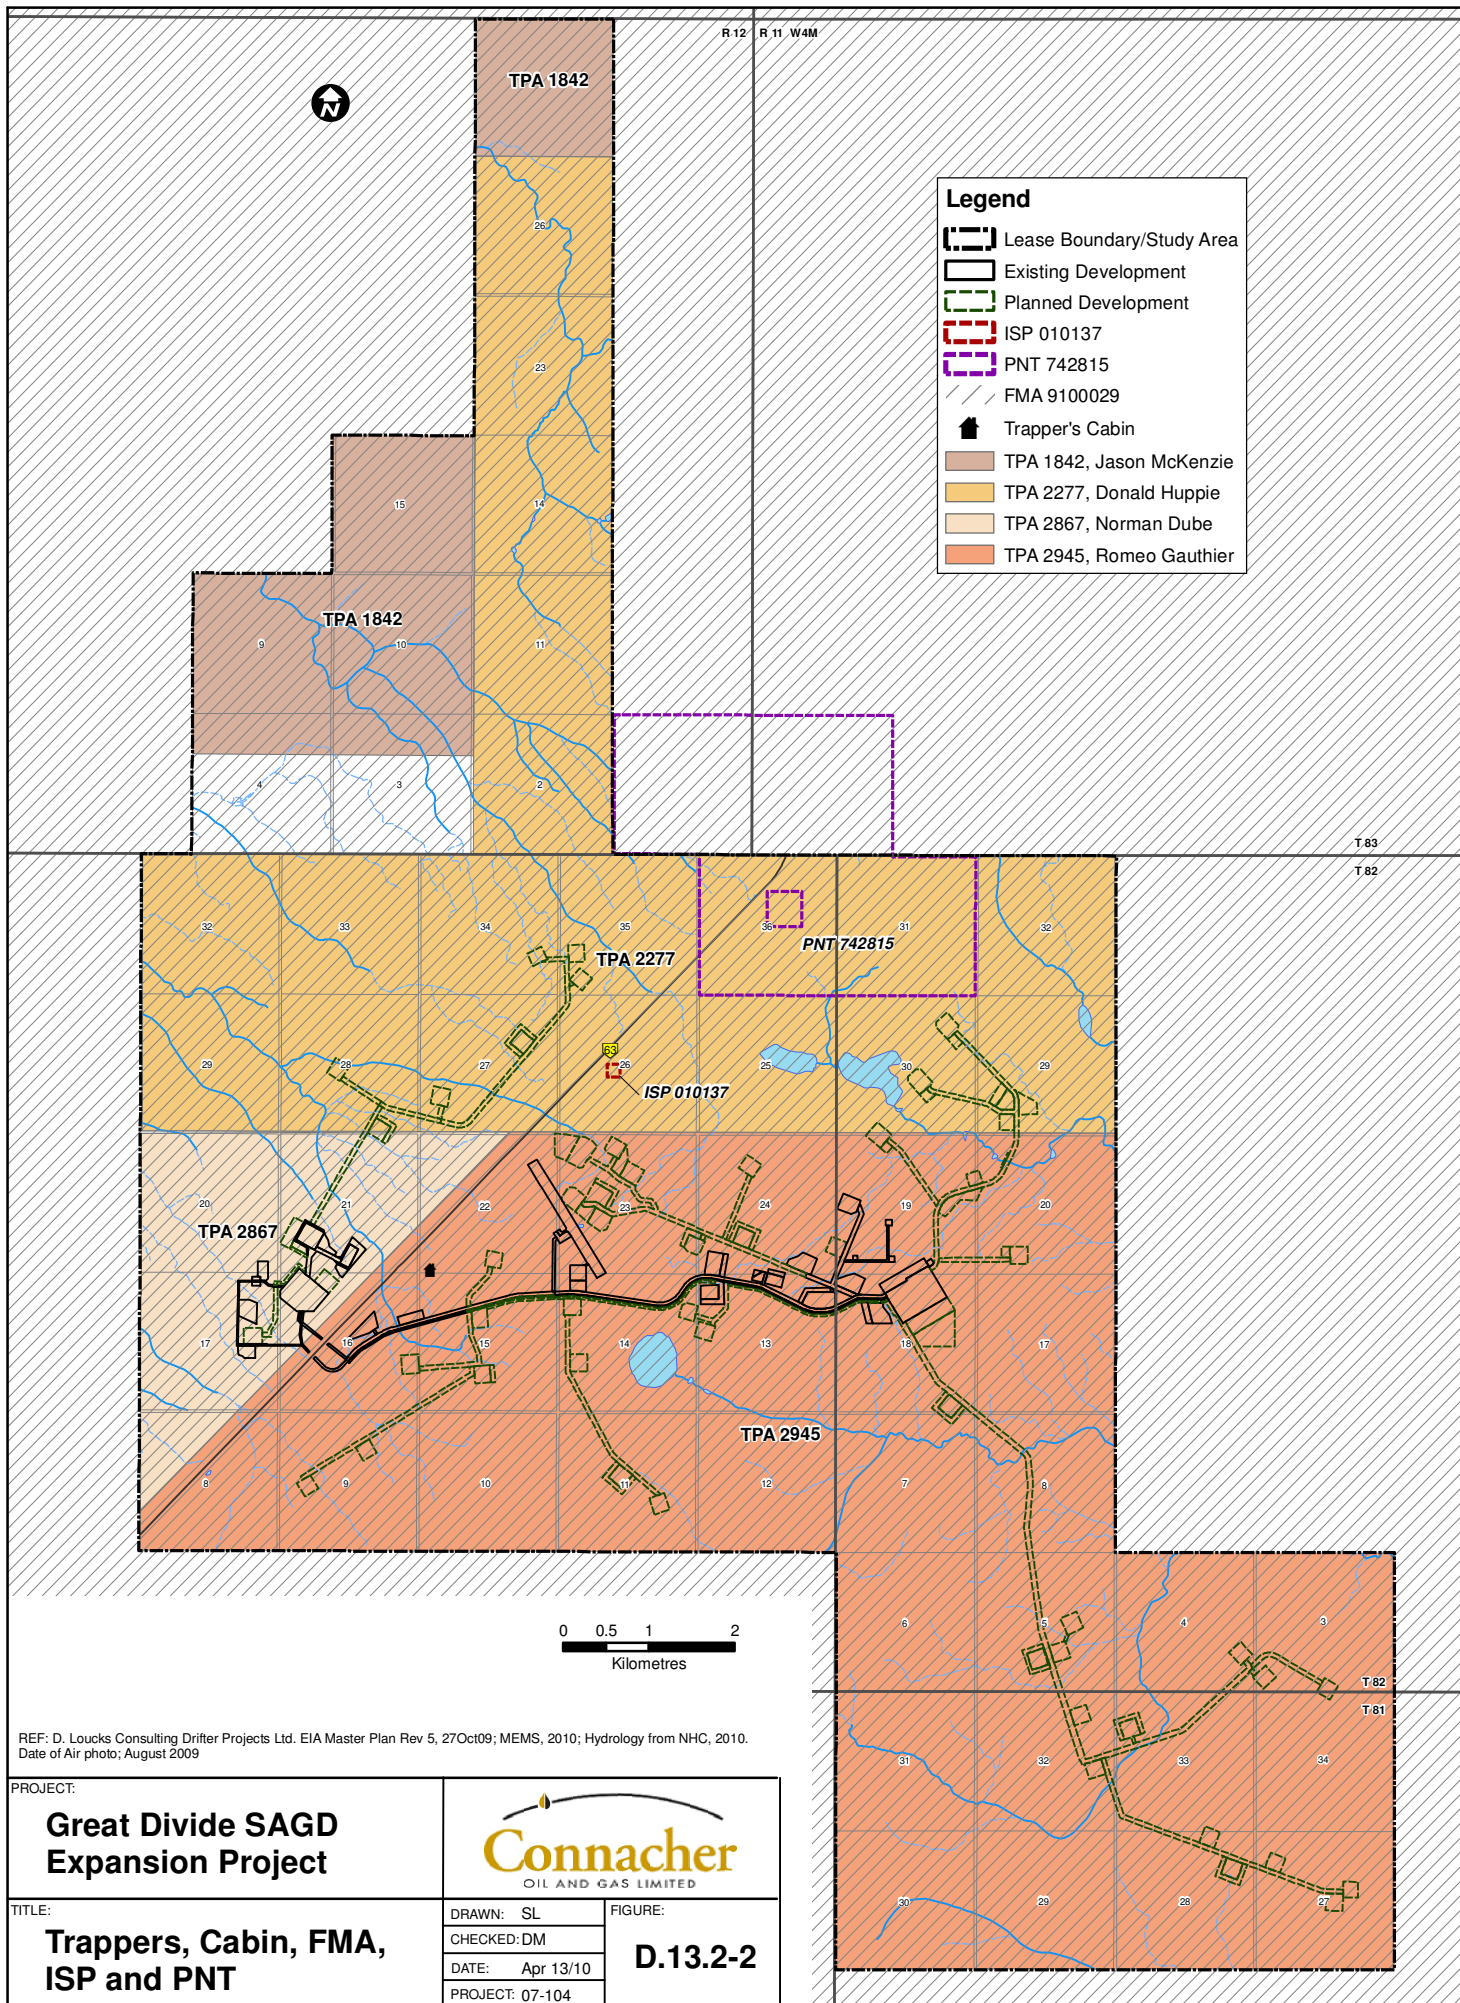 R 12 R 11 W4M
TPA 1842
26
Legend
Lease Boundary/Study Area
Existing Development
Planned Development
ISP 010137
PNT 742815
FMA 9100029
Trapper's Cabin
TPA 1842, Jason McKenzie
TPA 2277, Donald Huppie
TPA 2867, Norman Dube
TPA 2945, Romeo Gauthier
N
23
15
14
TPA 1842
9
10
11
4
3
2
T 83
T 82
32
33
34
35
36
31
32
PNT 742815
TPA 2277
63
29
28
27
26
25
30
29
ISP 010137
20
21
22
23
24
19
20
TPA 2867
17
16
15
14
13
18
17
TPA 2945
8
9
10
11
12
7
8
6
5
4
3
0 0.5 1 2
Kilometres
T 82
T 81
31
32
33
34
30
29
28
27
REF: D. Loucks Consulting Drifter Projects Ltd. EIA Master Plan Rev 5, 27Oct09; MEMS, 2010; Hydrology from NHC, 2010.
Date of Air photo; August 2009
PROJECT:
Great Divide SAGD
Expansion Project
Connacher
OIL AND GAS LIMITED
TITLE:
Trappers, Cabin, FMA,
ISP and PNT
DRAWN: SL
CHECKED: DM
DATE: Apr 13/10
PROJECT: 07-104
FIGURE:
D.13.2-2